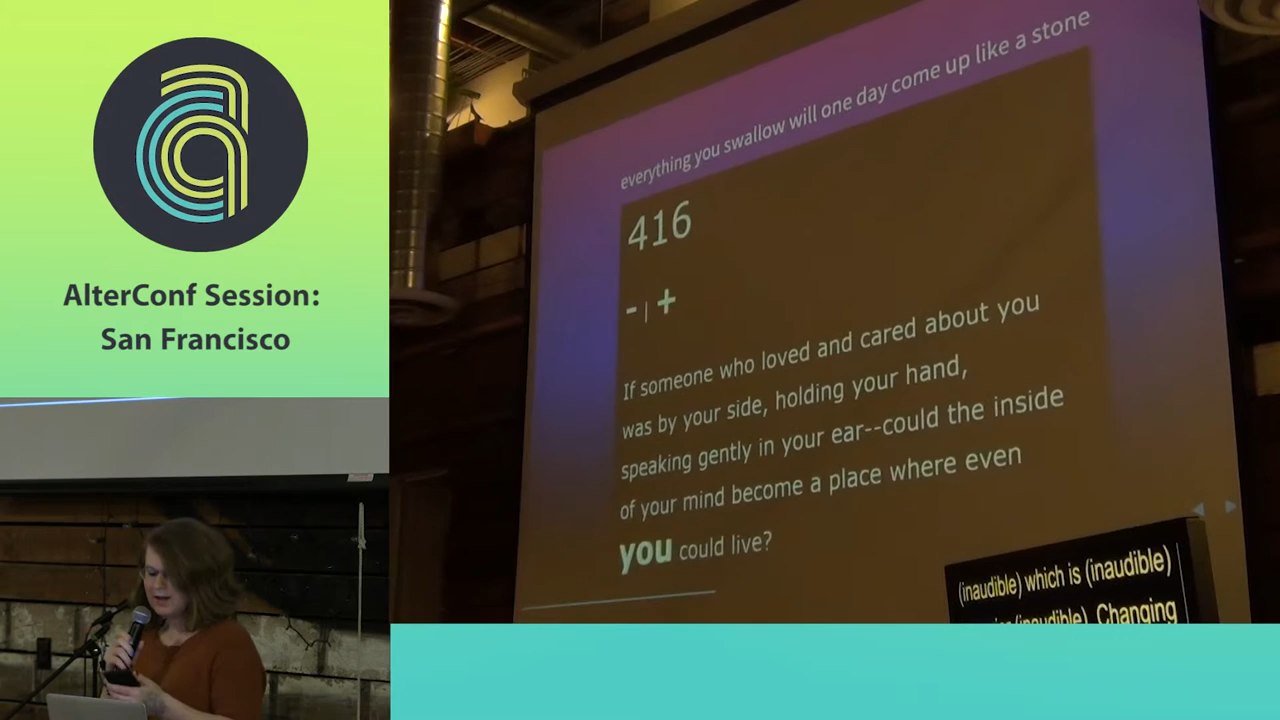 AlterConf Session:
San Francisco
everything you swallow will one day come up like a stone
416
- | +
If someone who loved and cared about you
was by your side, holding your hand,
speaking gently in your ear--could the inside
of your mind become a place where even
you could live?
(inaudible) which is (inaudible)
(inaudible). Changing